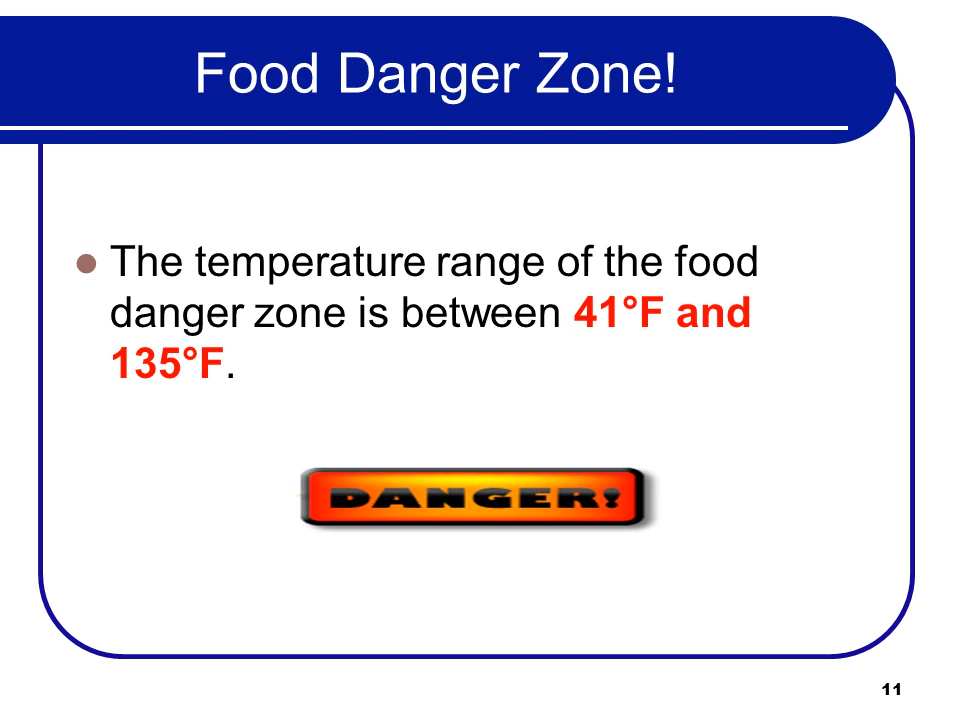 Food Danger Zone!
The temperature range of the food
danger zone is between 41°F and
135°F.
DANGER!
11